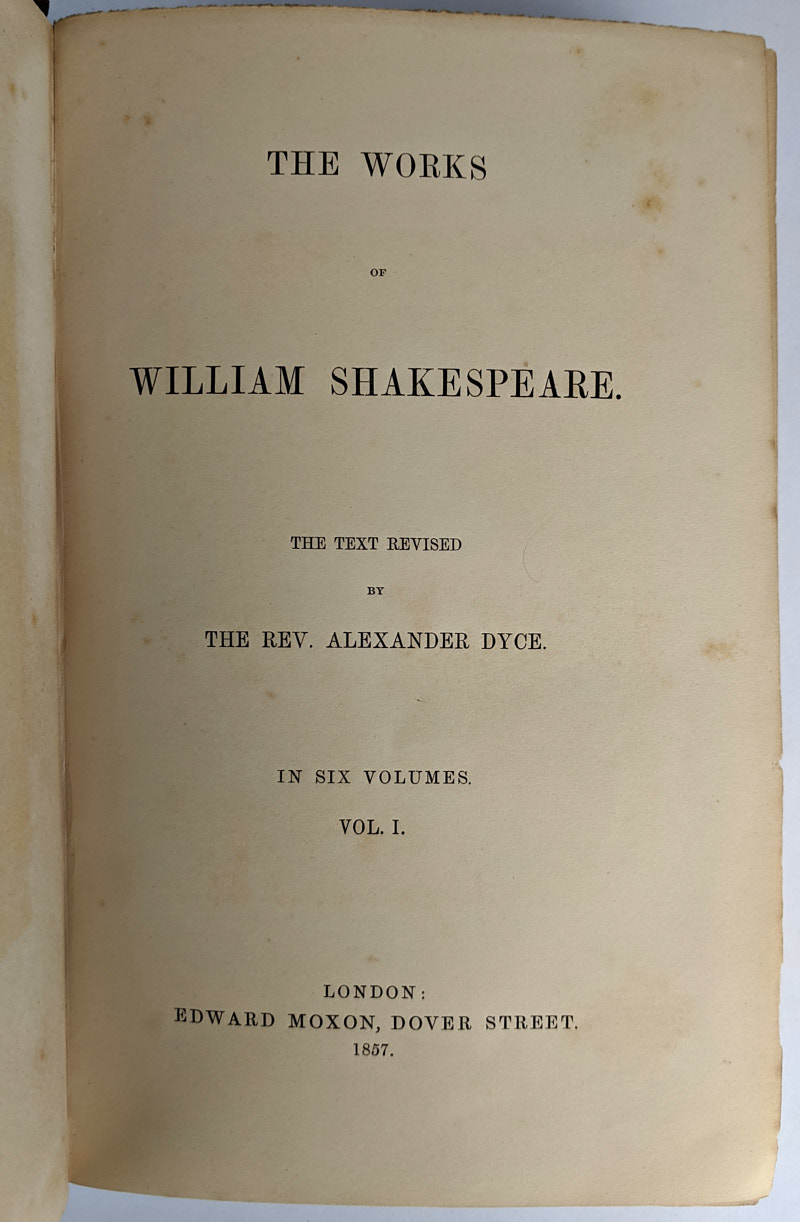 THE WORKS
OF
WILLIAM SHAKESPEARE.
THE TEXT REVISED
BY
THE REV. ALEXANDER DYCE.
IN SIX VOLUMES.
VOL. I.
LONDON:
EDWARD MOXON, DOVER STREET.
1857.